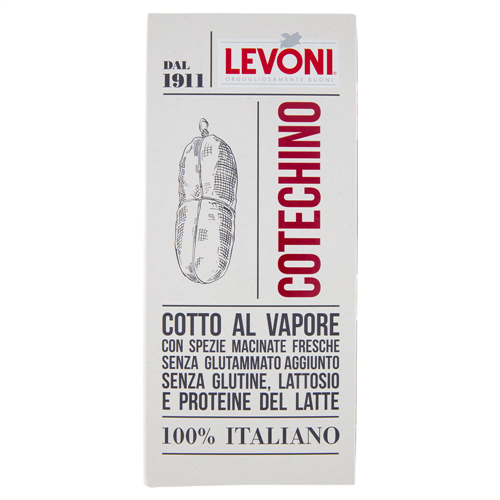 DAL
1911
LEVONI®
ORGOGLIOSAMENTE BUONI
COTECHINO
COTTO AL VAPORE
CON SPEZIE MACINATE FRESCHE
SENZA GLUTAMMATO AGGIUNTO
SENZA GLUTINE, LATTOSIO
E PROTEINE DEL LATTE
100% ITALIANO